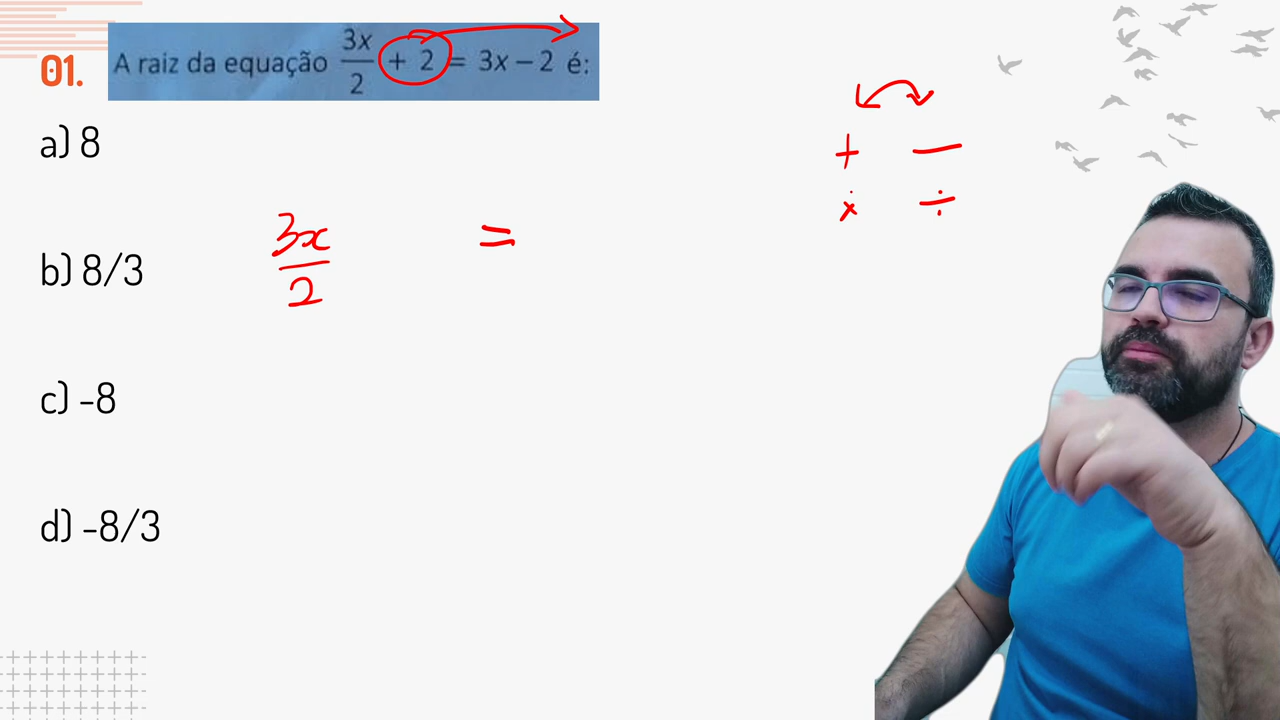 01. A raiz da equação 3x/2 + 2 = 3x − 2 é:
a) 8
b) 8/3
c) -8
d) -8/3
3x/2 =
+ −
× ÷